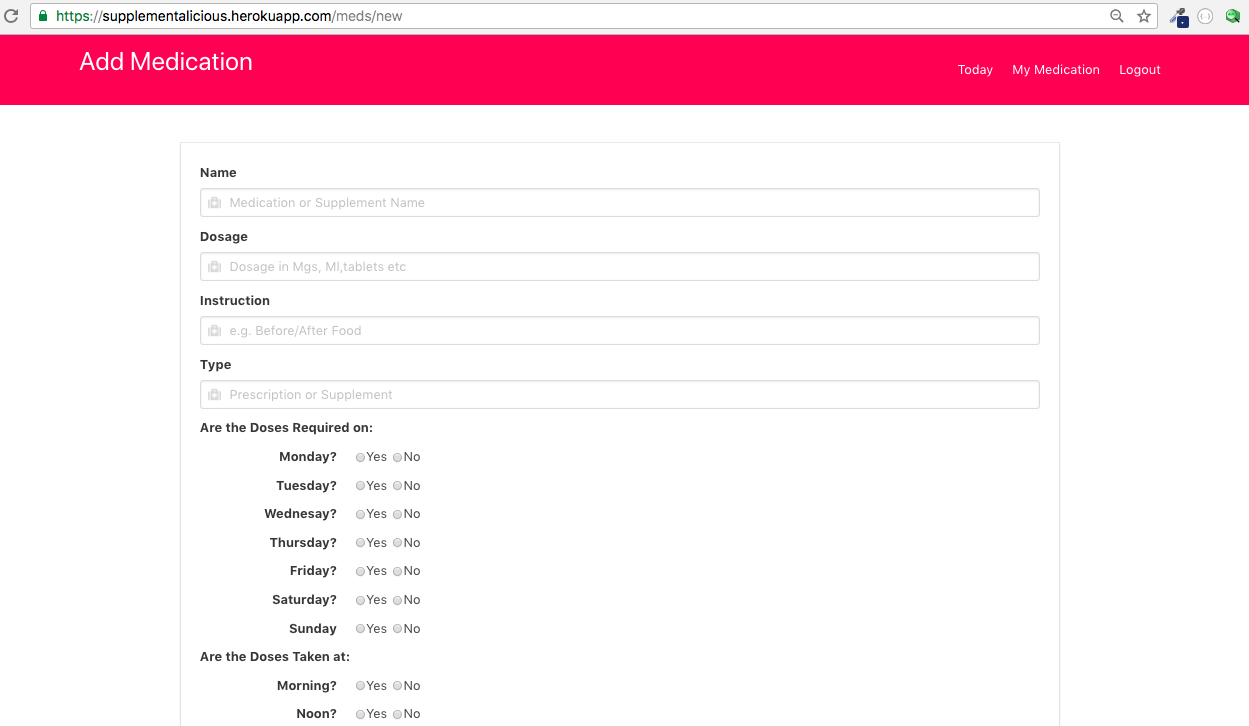 https://supplementalicious.herokuapp.com/meds/new
Add Medication
Today My Medication Logout
Name
Medication or Supplement Name
Dosage
Dosage in Mgs, Ml,tablets etc
Instruction
e.g. Before/After Food
Type
Prescription or Supplement
Are the Doses Required on:
Monday? Yes No
Tuesday? Yes No
Wednesay? Yes No
Thursday? Yes No
Friday? Yes No
Saturday? Yes No
Sunday Yes No
Are the Doses Taken at:
Morning? Yes No
Noon? Yes No